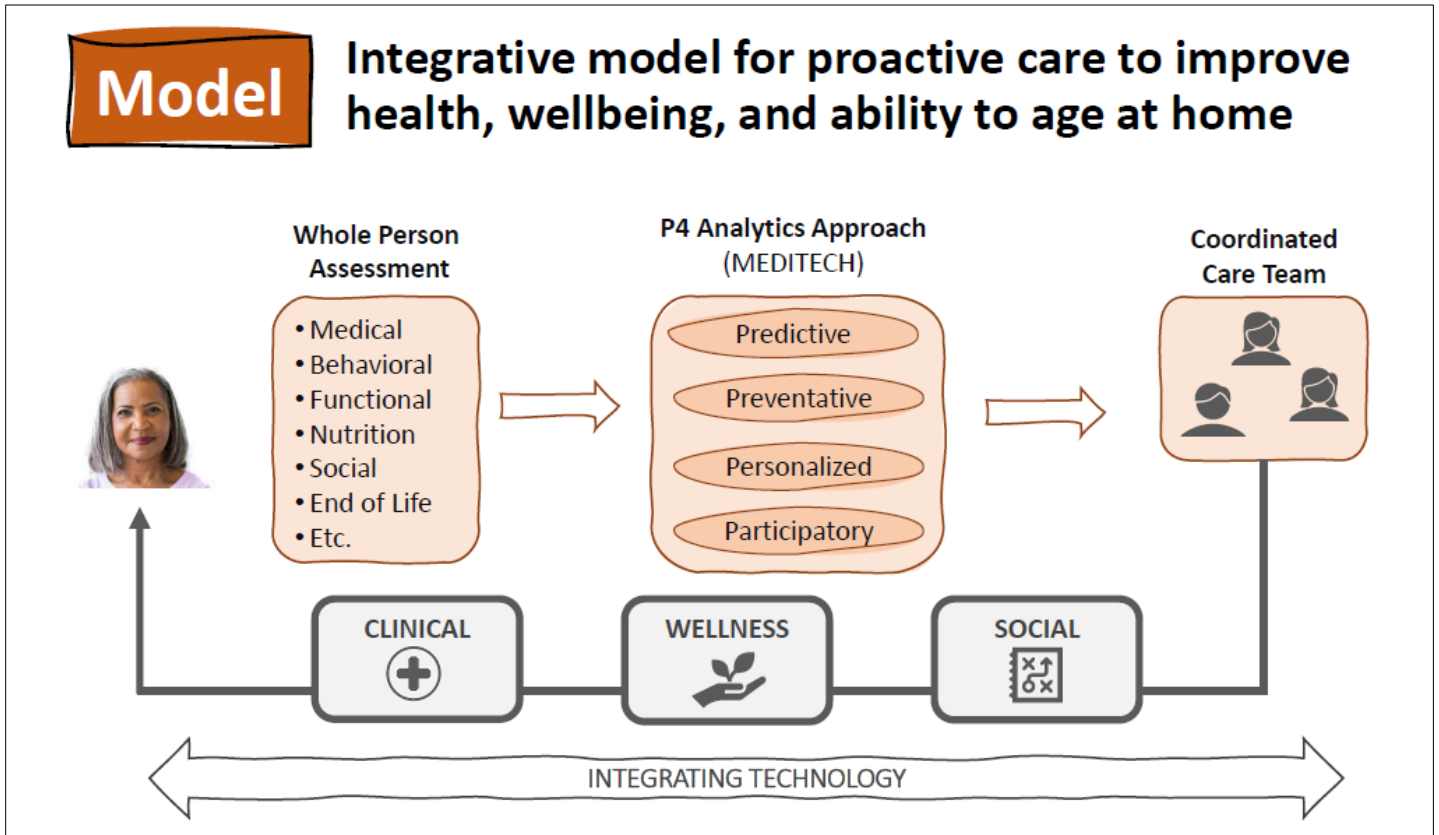 Model
Integrative model for proactive care to improve
health, wellbeing, and ability to age at home
Whole Person
Assessment
• Medical
• Behavioral
• Functional
• Nutrition
• Social
• End of Life
• Etc.
P4 Analytics Approach
(MEDITECH)
Predictive
Preventative
Personalized
Participatory
Coordinated
Care Team
CLINICAL
WELLNESS
SOCIAL
INTEGRATING TECHNOLOGY